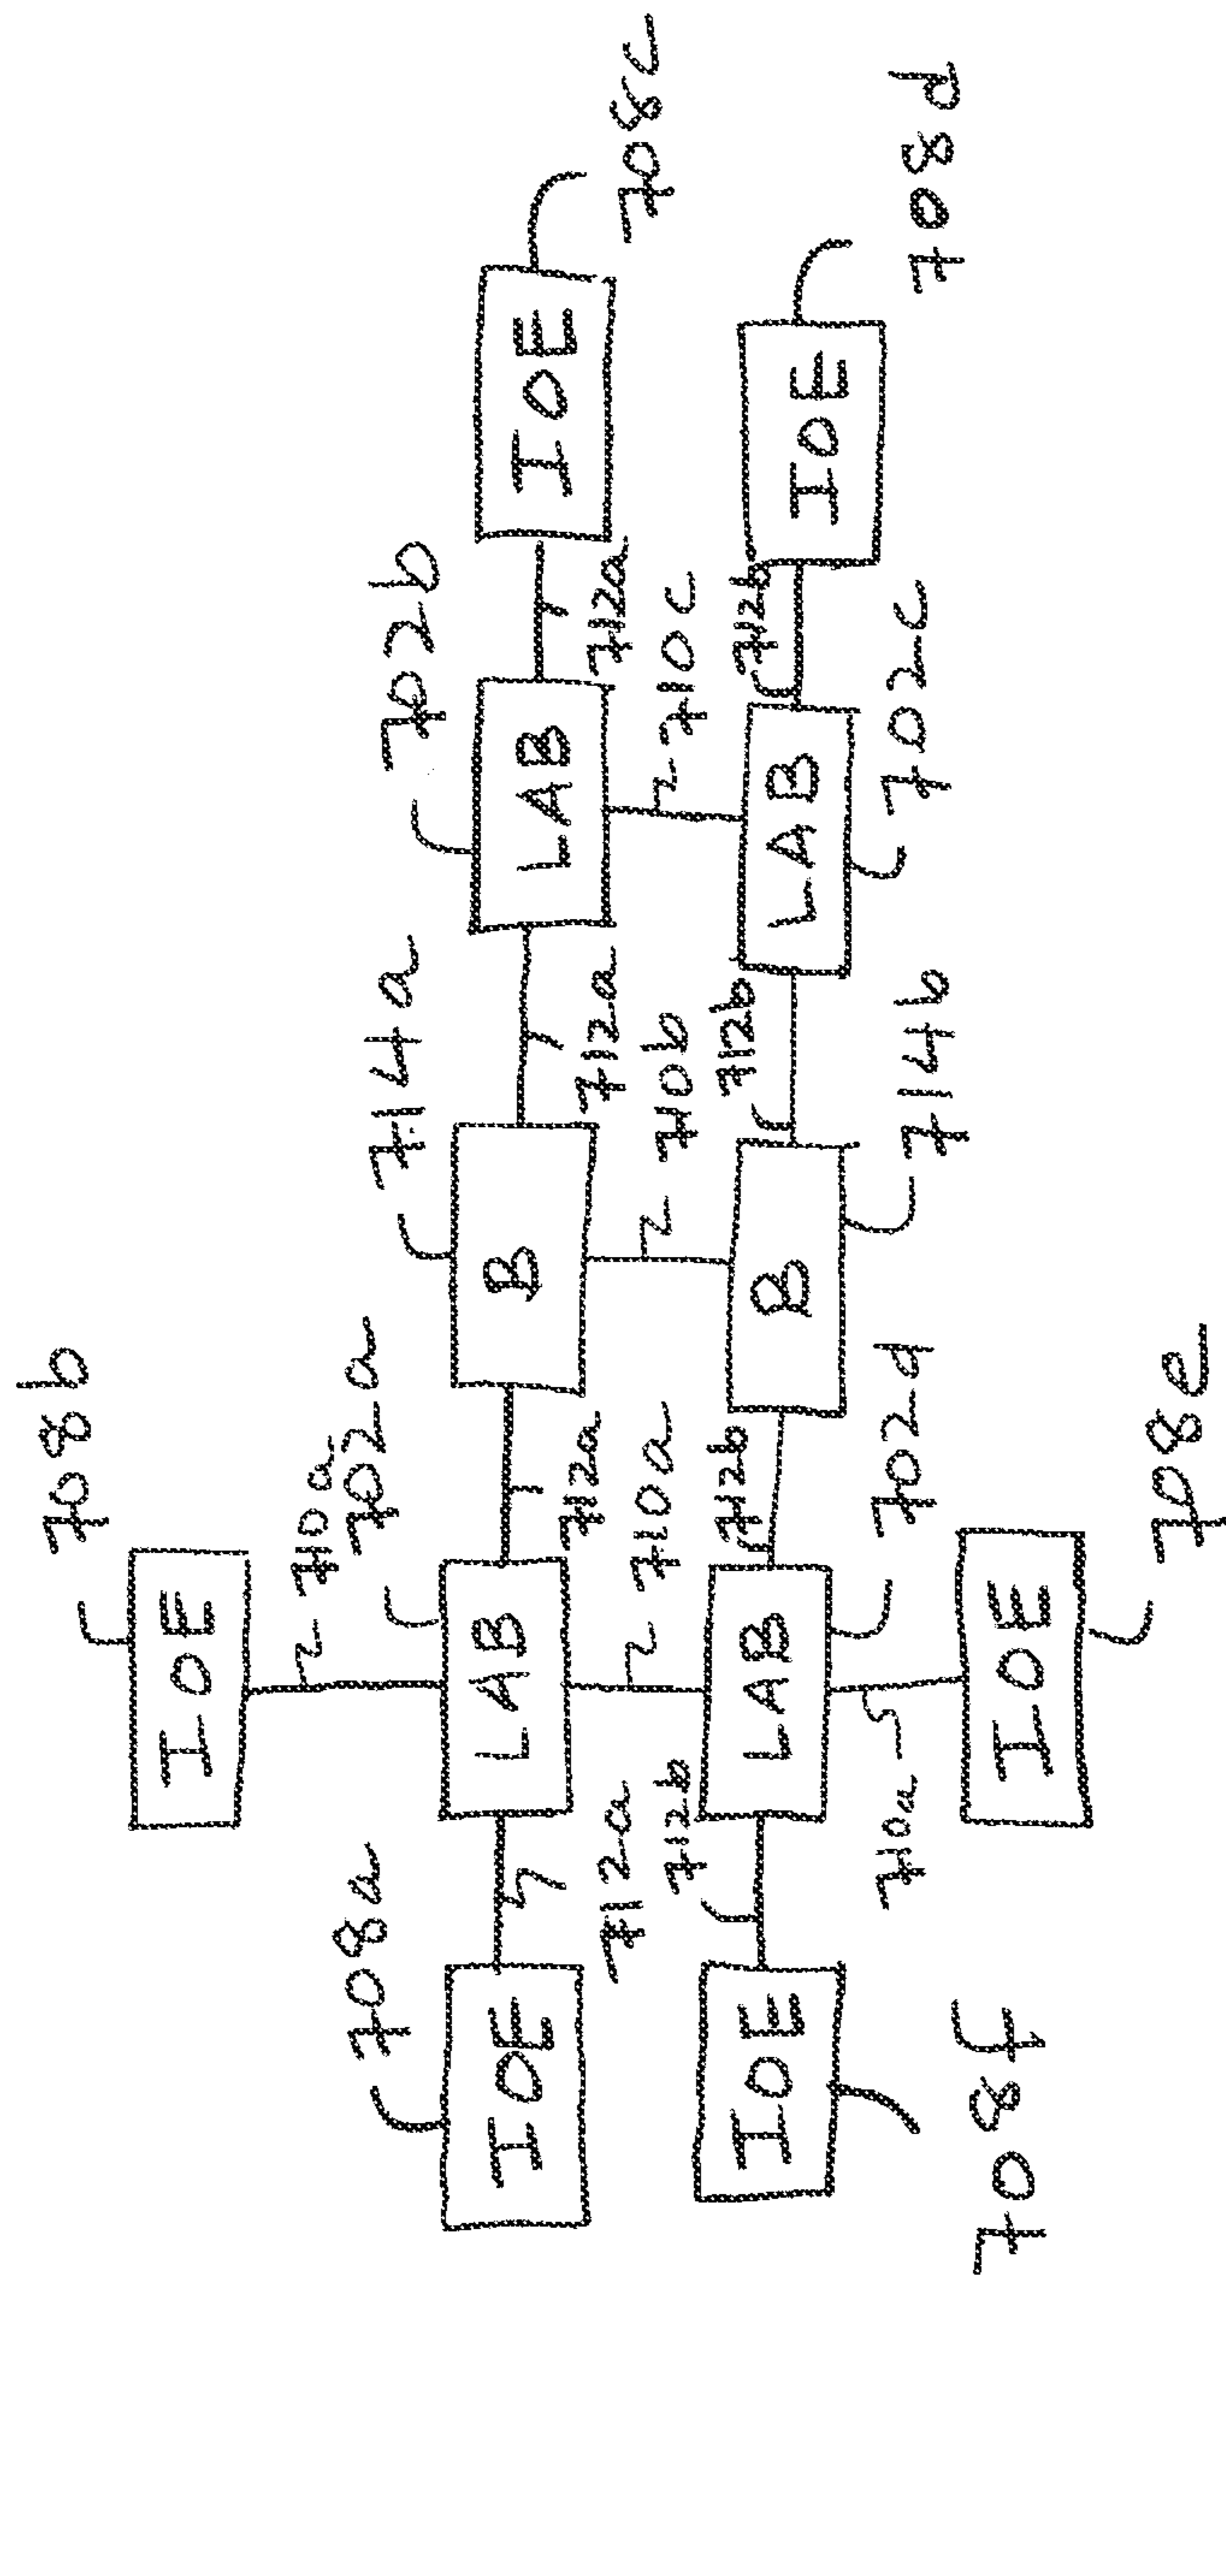 708b
IOE
710a
708a 702a 714a 702b
IOE LAB B LAB IOE
712a 712a 712a 712a 708c
710a 710b 710c
712b 712b 712b 712b
IOE LAB B LAB IOE
710a 702d 714b 702c 708d
708f IOE
708e